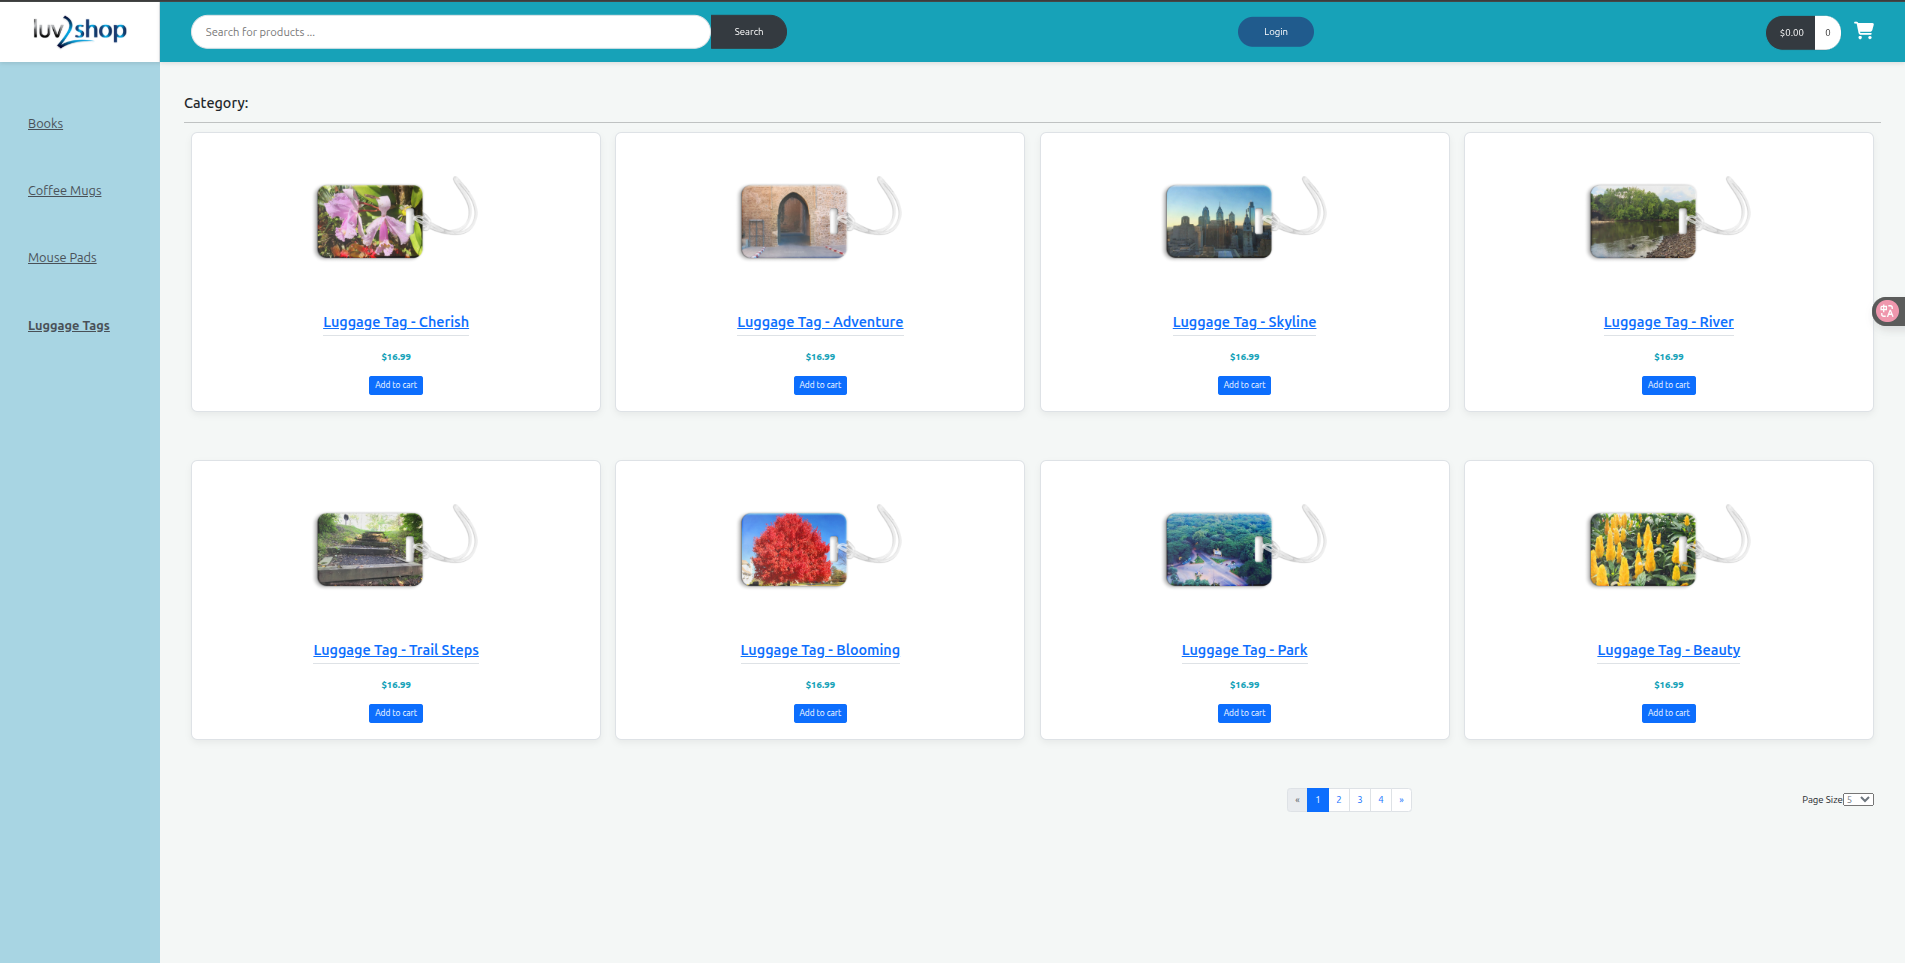 luv2shop
Search for products ...
Search
Login
$0.00
0
Books
Coffee Mugs
Mouse Pads
Luggage Tags
Category:
Luggage Tag - Cherish
$16.99
Add to cart
Luggage Tag - Adventure
$16.99
Add to cart
Luggage Tag - Skyline
$16.99
Add to cart
Luggage Tag - River
$16.99
Add to cart
Luggage Tag - Trail Steps
$16.99
Add to cart
Luggage Tag - Blooming
$16.99
Add to cart
Luggage Tag - Park
$16.99
Add to cart
Luggage Tag - Beauty
$16.99
Add to cart
« 1 2 3 4 »
Page Size 5
中 A